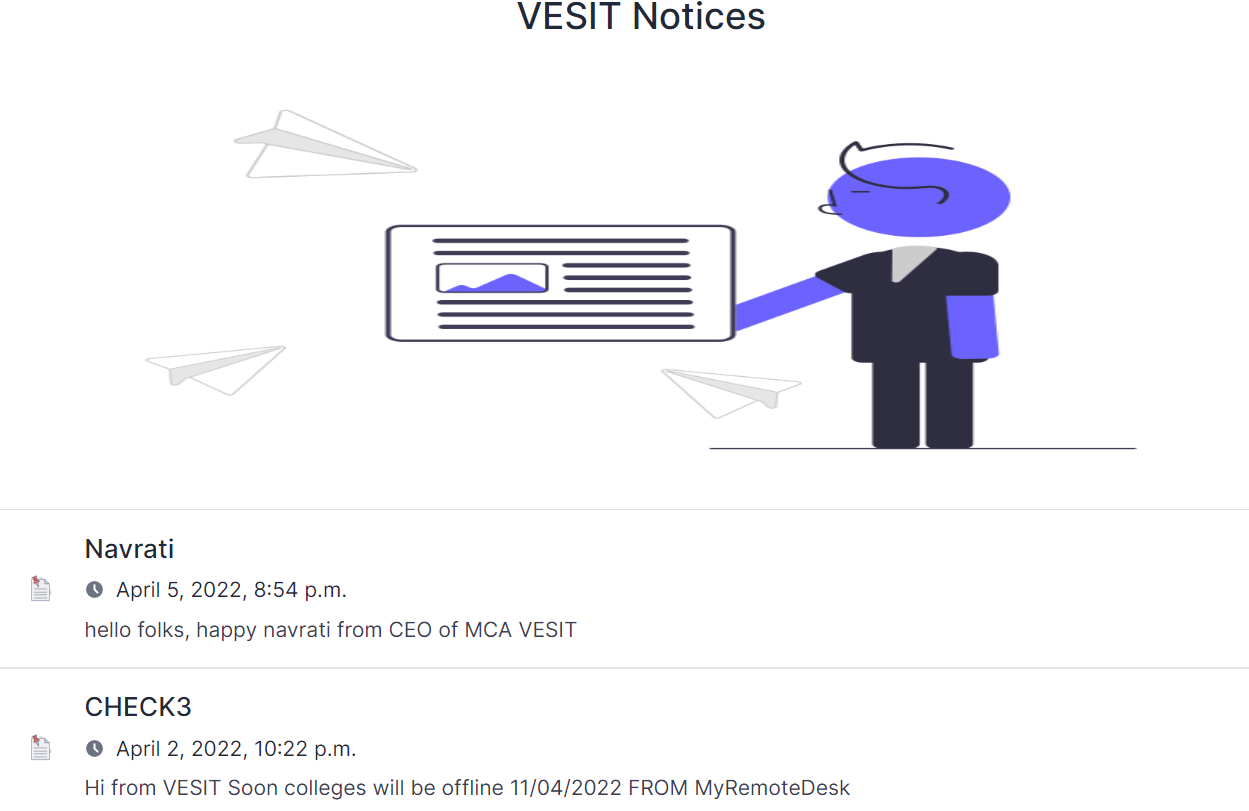 VESIT Notices
Navrati
April 5, 2022, 8:54 p.m.
hello folks, happy navrati from CEO of MCA VESIT
CHECK3
April 2, 2022, 10:22 p.m.
Hi from VESIT Soon colleges will be offline 11/04/2022 FROM MyRemoteDesk